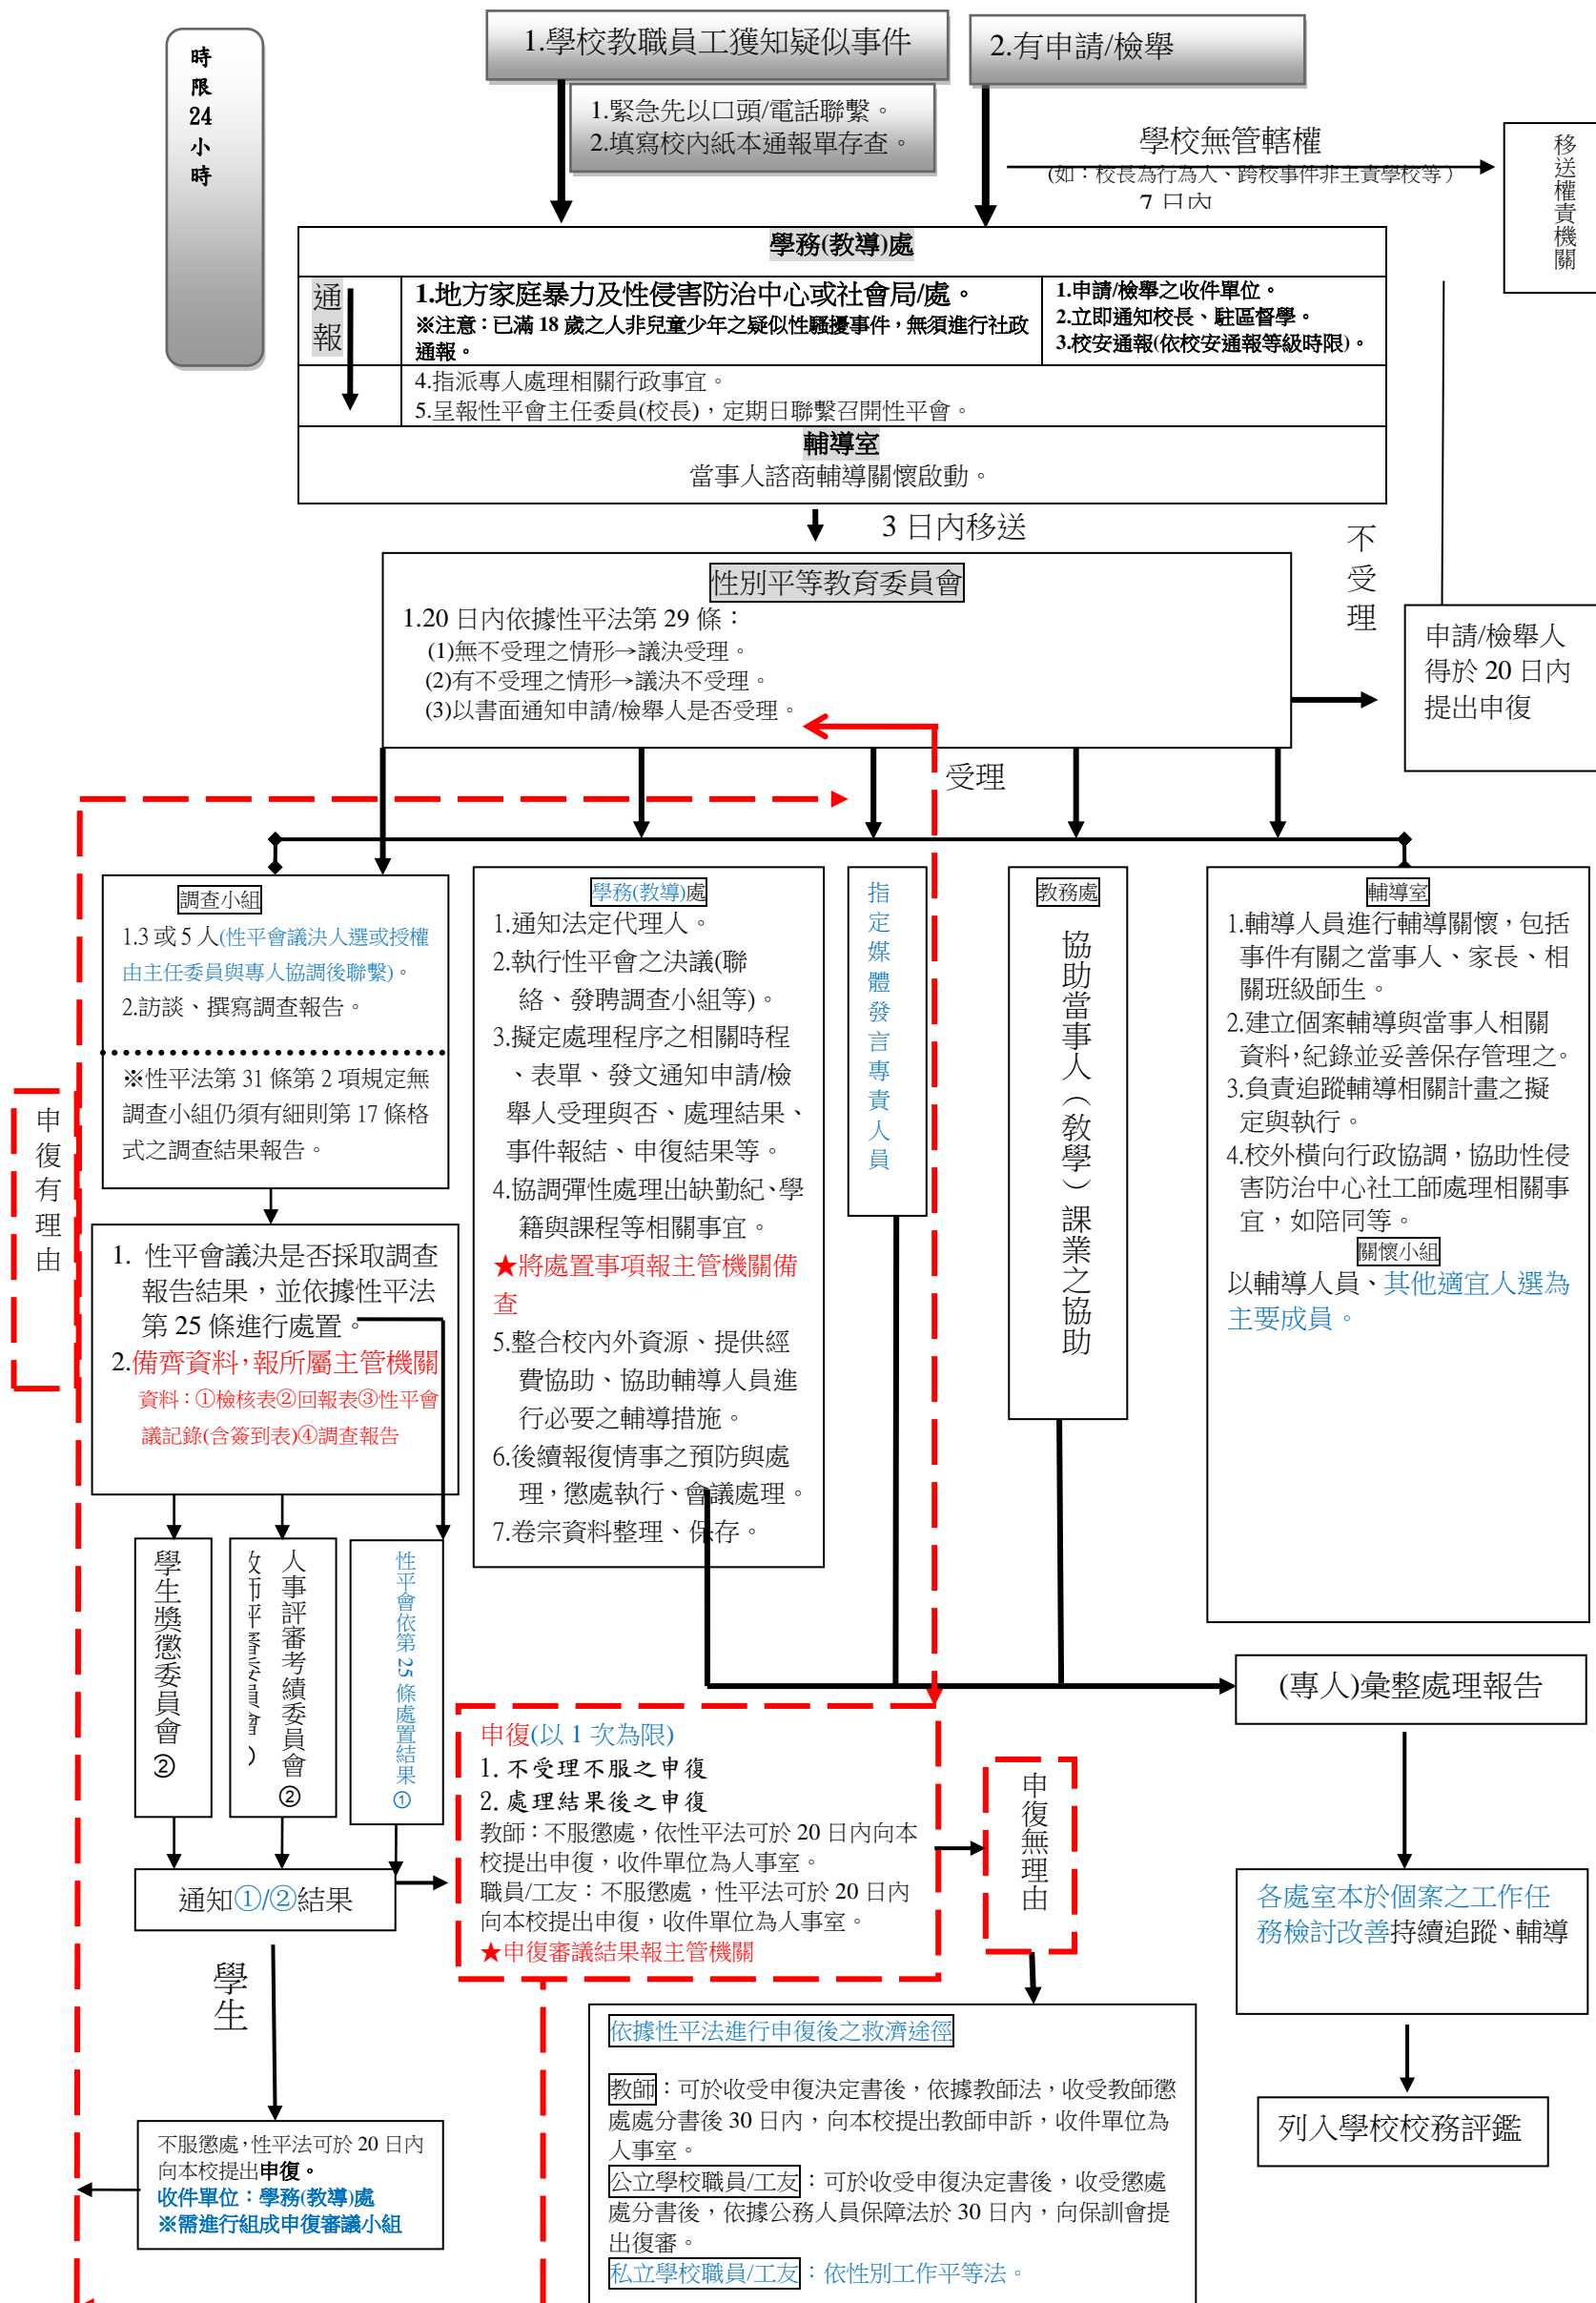 時
限
24
小
時
1.學校教職員工獲知疑似事件
2.有申請/檢舉
1.緊急先以口頭/電話聯繫。
2.填寫校內紙本通報單存查。
學校無管轄權
(如：校長為行為人、跨校事件非主責學校等)
7 日內
移送權責機關
學務(教導)處
通報
1.地方家庭暴力及性侵害防治中心或社會局/處。
※注意：已滿 18 歲之人非兒童少年之疑似性騷擾事件，無須進行社政
通報。
1.申請/檢舉之收件單位。
2.立即通知校長、駐區督學。
3.校安通報(依校安通報等級時限)。
4.指派專人處理相關行政事宜。
5.呈報性平會主任委員(校長)，定期日聯繫召開性平會。
輔導室
當事人諮商輔導關懷啟動。
3 日內移送
不受理
性別平等教育委員會
1.20 日內依據性平法第 29 條：
(1)無不受理之情形→議決受理。
(2)有不受理之情形→議決不受理。
(3)以書面通知申請/檢舉人是否受理。
申請/檢舉人
得於 20 日內
提出申復
受理
調查小組
1.3 或 5 人(性平會議決人選或授權
由主任委員與專人協調後聯繫)。
2.訪談、撰寫調查報告。
※性平法第 31 條第 2 項規定無
調查小組仍須有細則第 17 條格
式之調查結果報告。
學務(教導)處
1.通知法定代理人。
2.執行性平會之決議(聯
絡、發聘調查小組等)。
3.擬定處理程序之相關時程
、表單、發文通知申請/檢
舉人受理與否、處理結果、
事件報結、申復結果等。
4.協調彈性處理出缺勤紀、學
籍與課程等相關事宜。
★將處置事項報主管機關備
查
5.整合校內外資源、提供經
費協助、協助輔導人員進
行必要之輔導措施。
6.後續報復情事之預防與處
理，懲處執行、會議處理。
7.卷宗資料整理、保存。
指定媒體發言專責人員
教務處
協助當事人（教學）課業之協助
輔導室
1.輔導人員進行輔導關懷，包括
事件有關之當事人、家長、相
關班級師生。
2.建立個案輔導與當事人相關
資料，紀錄並妥善保存管理之。
3.負責追蹤輔導相關計畫之擬
定與執行。
4.校外橫向行政協調，協助性侵
害防治中心社工師處理相關事
宜，如陪同等。
關懷小組
以輔導人員、其他適宜人選為
主要成員。
申復有理由
1. 性平會議決是否採取調查
報告結果，並依據性平法
第 25 條進行處置。
2.備齊資料，報所屬主管機關
資料：①檢核表②回報表③性平會
議記錄(含簽到表)④調查報告
學生獎懲委員會②
人事評審考績委員會②
性平會依第 25 條處置結果①
(專人)彙整處理報告
申復(以 1 次為限)
1. 不受理不服之申復
2. 處理結果後之申復
教師：不服懲處，依性平法可於 20 日內向本
校提出申復，收件單位為人事室。
職員/工友：不服懲處，性平法可於 20 日內
向本校提出申復，收件單位為人事室。
★申復審議結果報主管機關
申復無理由
通知①/②結果
各處室本於個案之工作任
務檢討改善持續追蹤、輔導
學生
依據性平法進行申復後之救濟途徑
教師：可於收受申復決定書後，依據教師法，收受教師懲
處處分書後 30 日內，向本校提出教師申訴，收件單位為
人事室。
公立學校職員/工友：可於收受申復決定書後，收受懲處
處分書後，依據公務人員保障法於 30 日內，向保訓會提
出復審。
私立學校職員/工友：依性別工作平等法。
列入學校校務評鑑
不服懲處，性平法可於 20 日內
向本校提出申復。
收件單位：學務(教導)處
※需進行組成申復審議小組